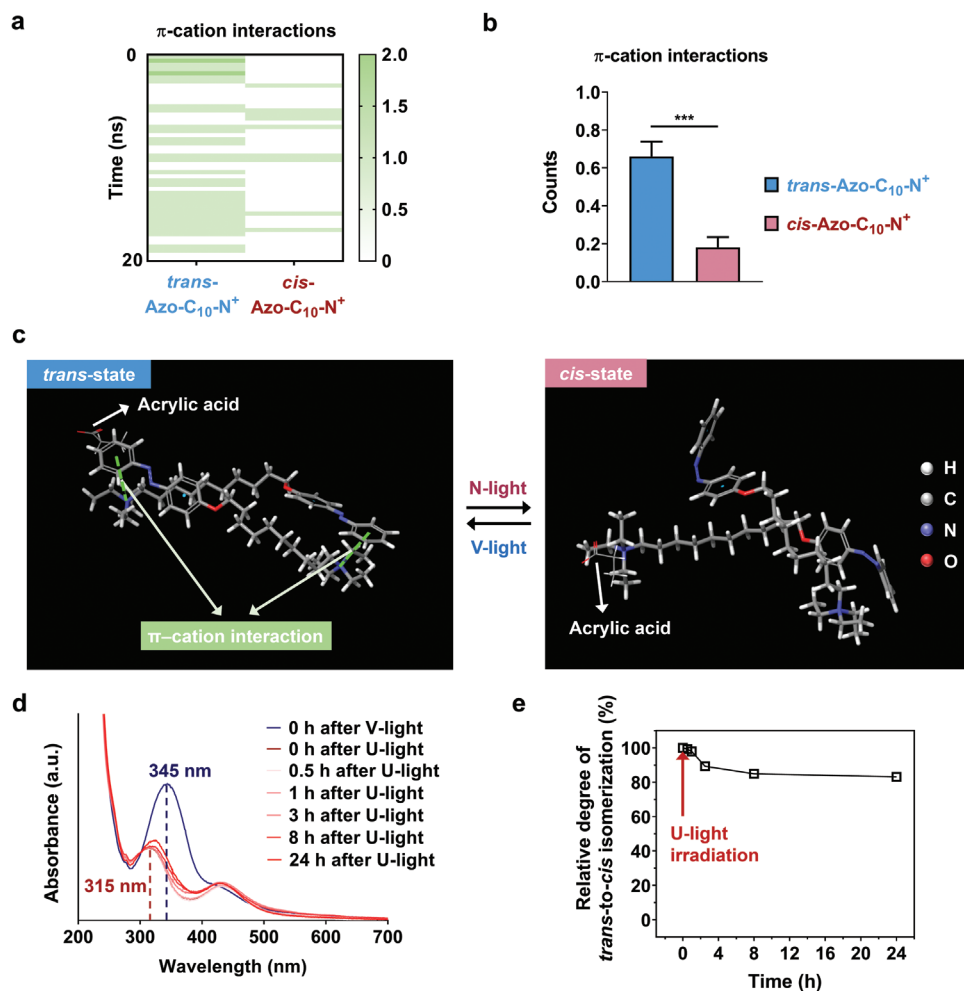 a
π-cation interactions
0
Time (ns)
20
trans-
Azo-C₁₀-N⁺
cis-
Azo-C₁₀-N⁺
2.0
1.5
1.0
0.5
0
b
π-cation interactions
1.0
0.8
0.6
0.4
0.2
0.0
Counts
***
trans-Azo-C₁₀-N⁺
cis-Azo-C₁₀-N⁺
c
trans-state
Acrylic acid
π–cation interaction
N-light
V-light
cis-state
Acrylic acid
H
C
N
O
d
Absorbance (a.u.)
345 nm
315 nm
0 h after V-light
0 h after U-light
0.5 h after U-light
1 h after U-light
3 h after U-light
8 h after U-light
24 h after U-light
200 300 400 500 600 700
Wavelength (nm)
e
Relative degree of
trans-to-cis isomerization (%)
100
80
60
40
20
0
U-light
irradiation
0 4 8 12 16 20 24
Time (h)